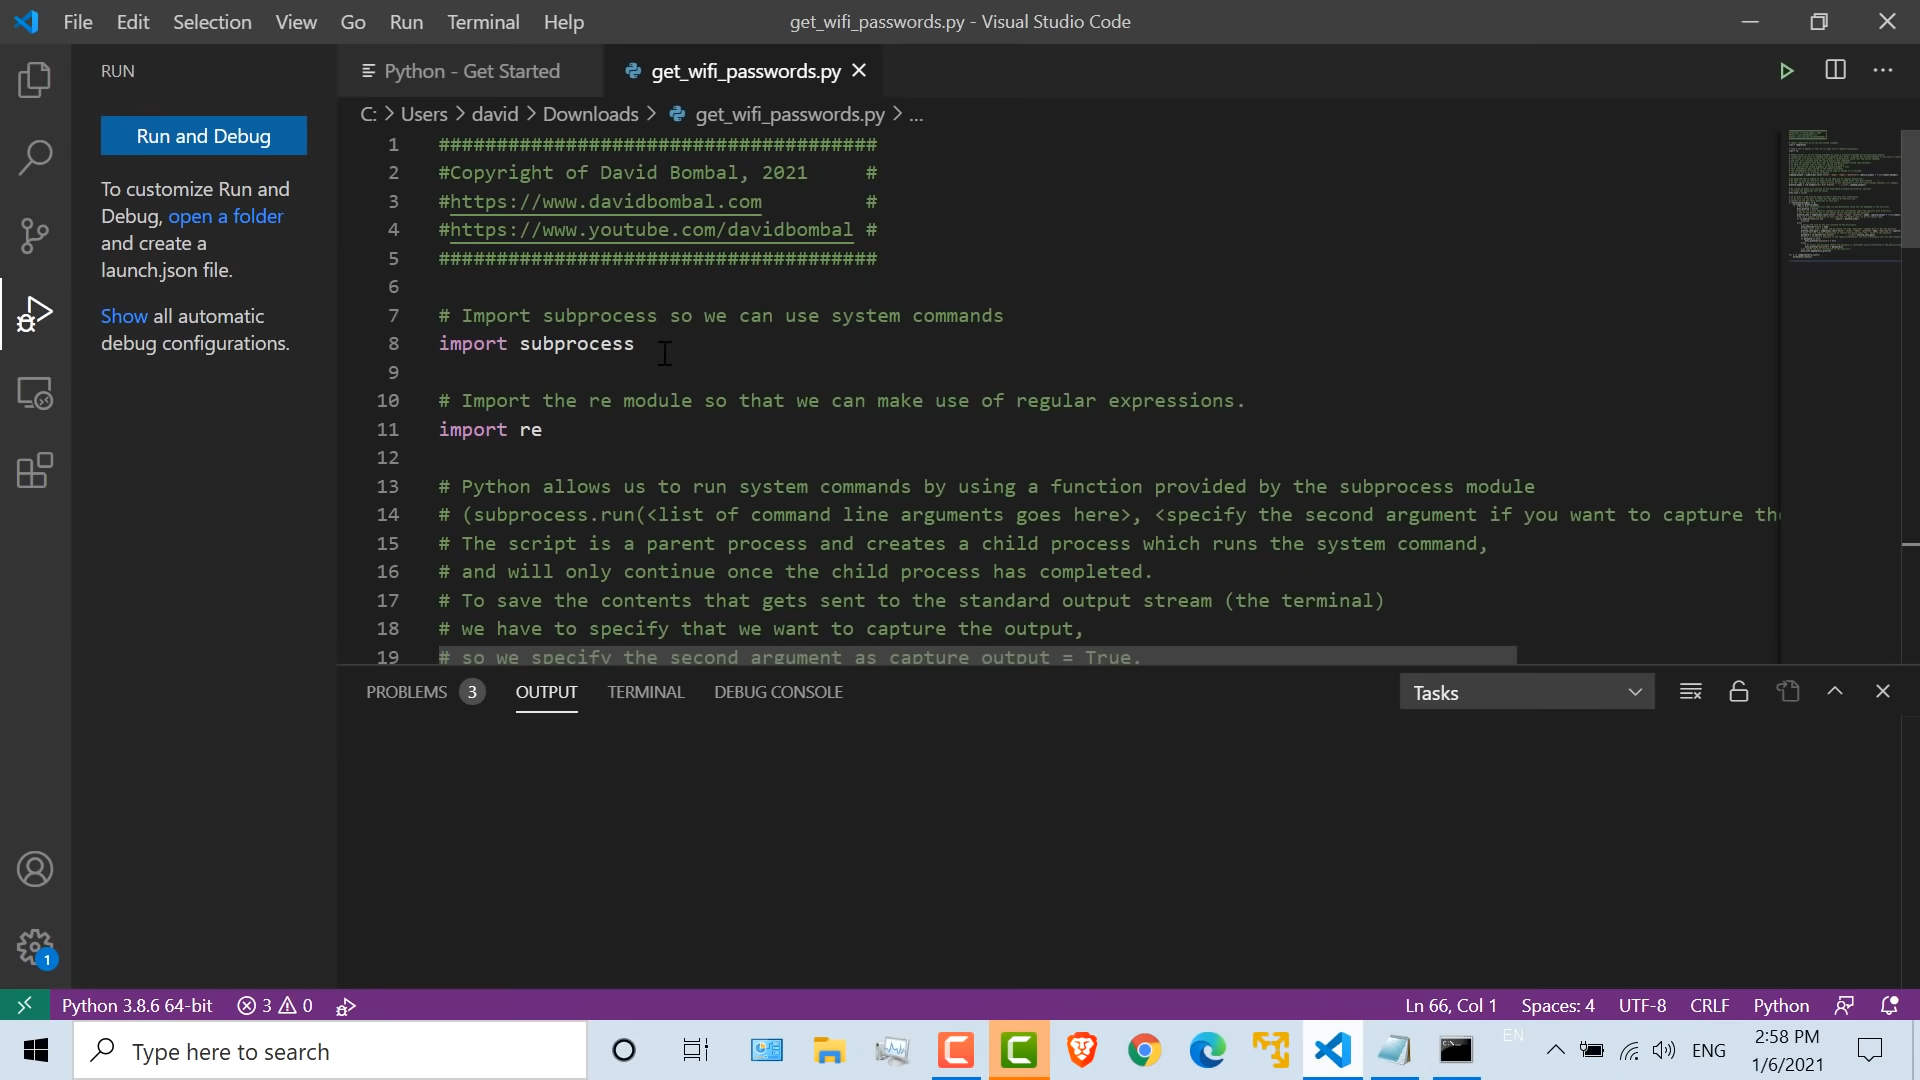 File Edit Selection View Go Run Terminal Help
get_wifi_passwords.py - Visual Studio Code
RUN
Run and Debug
To customize Run and
Debug, open a folder
and create a
launch.json file.
Show all automatic
debug configurations.
Python - Get Started
get_wifi_passwords.py
C: > Users > david > Downloads > get_wifi_passwords.py > ...
1 ######################################
2 #Copyright of David Bombal, 2021 #
3 #https://www.davidbombal.com #
4 #https://www.youtube.com/davidbombal #
5 ######################################
6
7 # Import subprocess so we can use system commands
8 import subprocess
9
10 # Import the re module so that we can make use of regular expressions.
11 import re
12
13 # Python allows us to run system commands by using a function provided by the subprocess module
14 # (subprocess.run(<list of command line arguments goes here>, <specify the second argument if you want to capture th
15 # The script is a parent process and creates a child process which runs the system command,
16 # and will only continue once the child process has completed.
17 # To save the contents that gets sent to the standard output stream (the terminal)
18 # we have to specify that we want to capture the output,
19 # so we specify the second argument as capture_output = True.
PROBLEMS 3 OUTPUT TERMINAL DEBUG CONSOLE
Tasks
1
Python 3.8.6 64-bit 3 0
Ln 66, Col 1 Spaces: 4 UTF-8 CRLF Python
Type here to search
EN
ENG
2:58 PM
1/6/2021